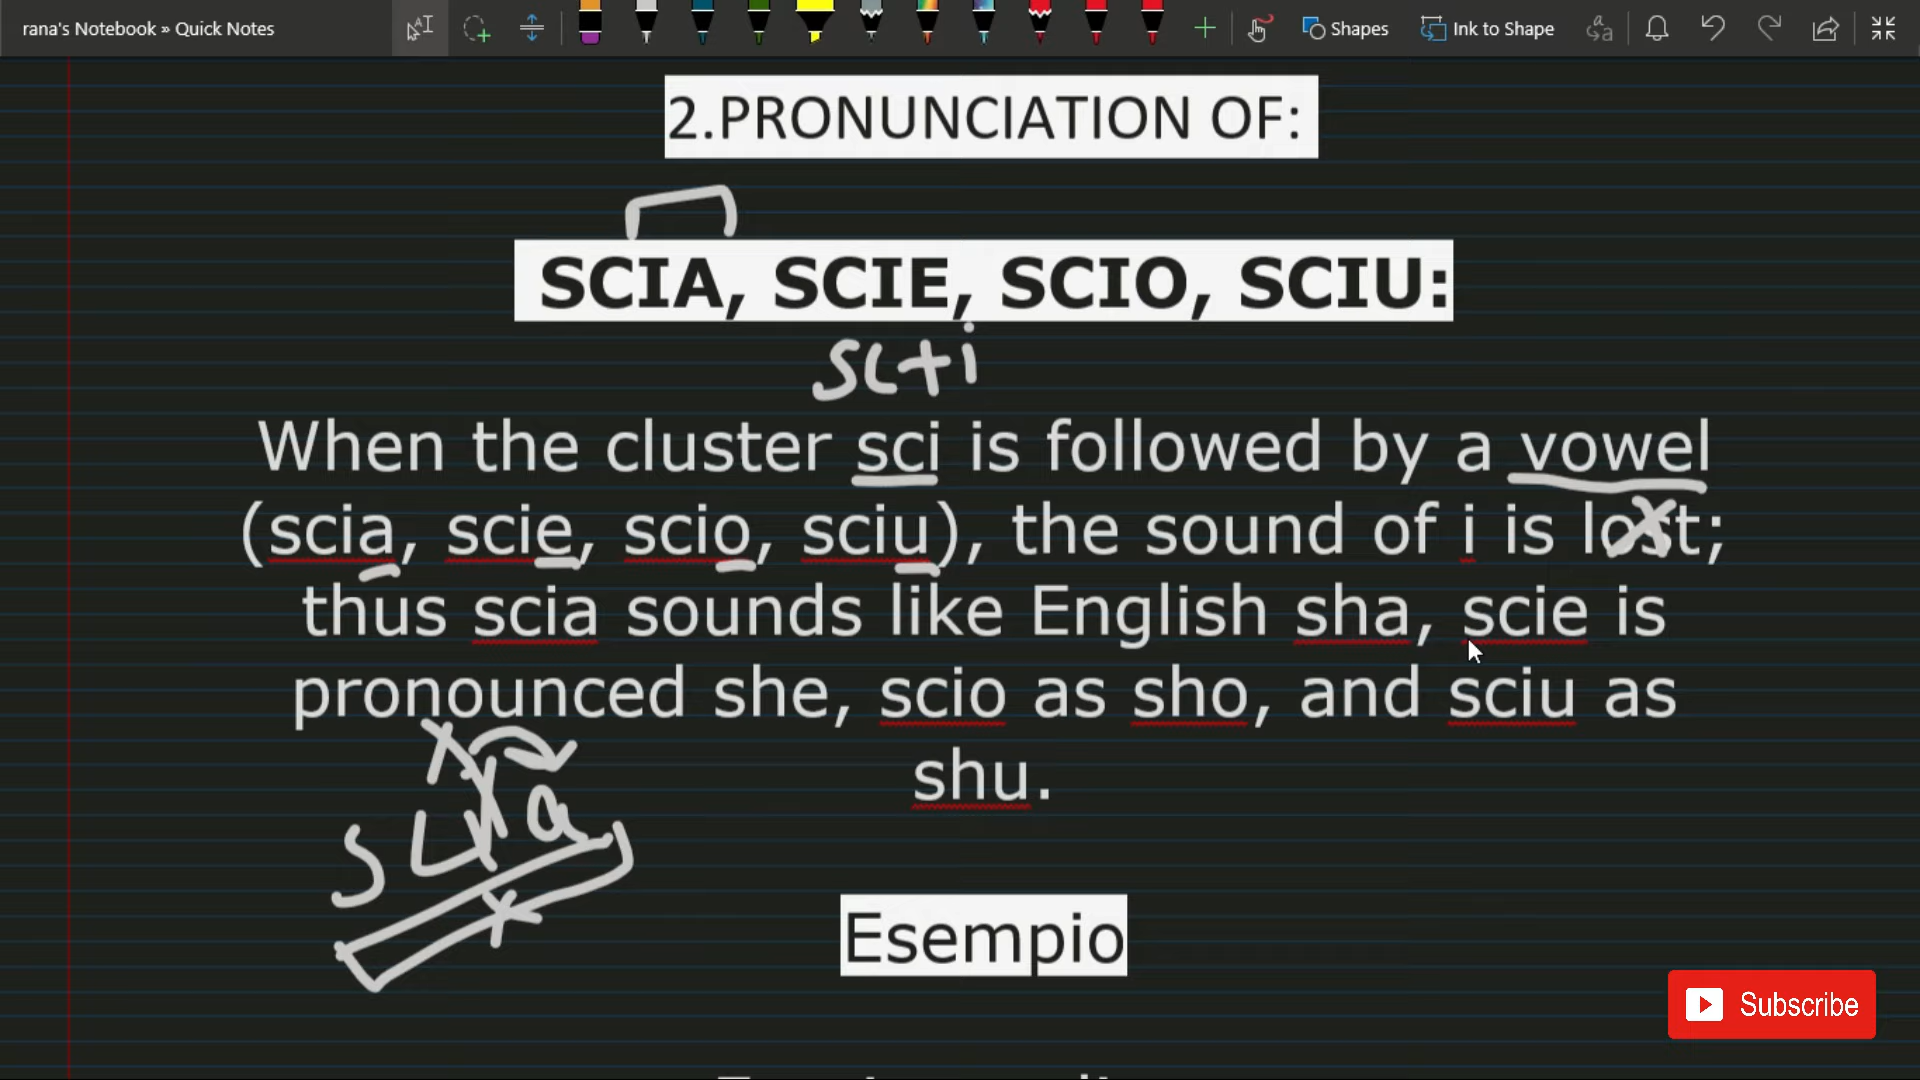 rana's Notebook » Quick Notes
Shapes
Ink to Shape
2.PRONUNCIATION OF:
SCIA, SCIE, SCIO, SCIU:
sc+i
When the cluster sci is followed by a vowel
(scia, scie, scio, sciu), the sound of i is lost;
thus scia sounds like English sha, scie is
pronounced she, scio as sho, and sciu as
shu.
Esempio
Subscribe